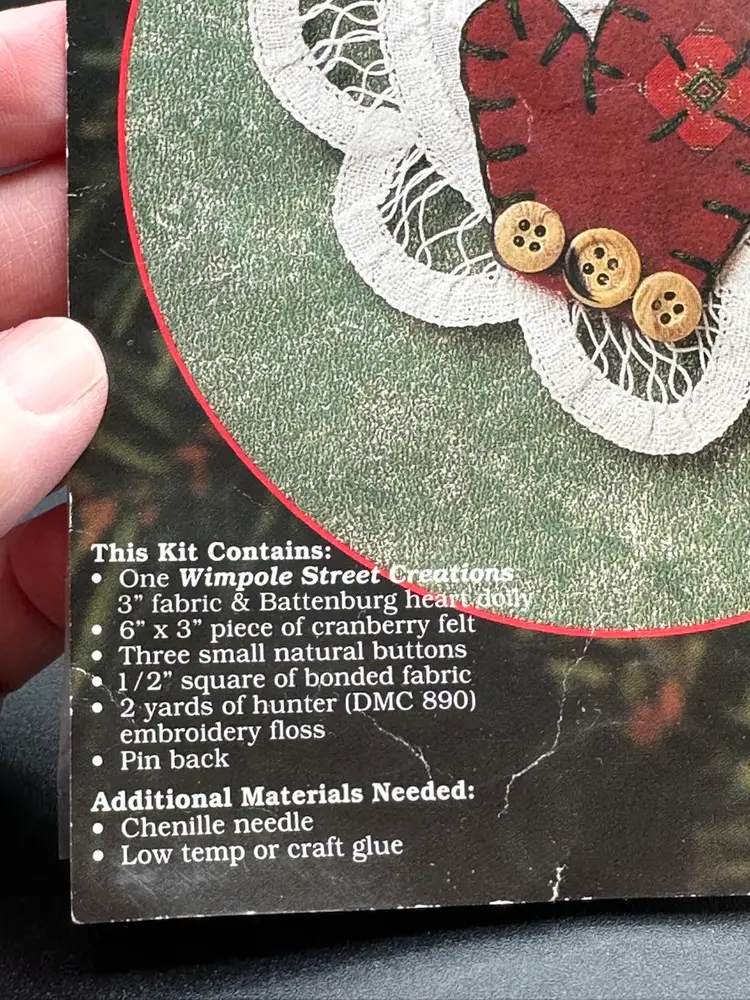 This Kit Contains:
• One Wimpole Street Creations
3" fabric & Battenburg heart doily
• 6" x 3" piece of cranberry felt
• Three small natural buttons
• 1/2" square of bonded fabric
• 2 yards of hunter (DMC 890)
embroidery floss
• Pin back
Additional Materials Needed:
• Chenille needle
• Low temp or craft glue